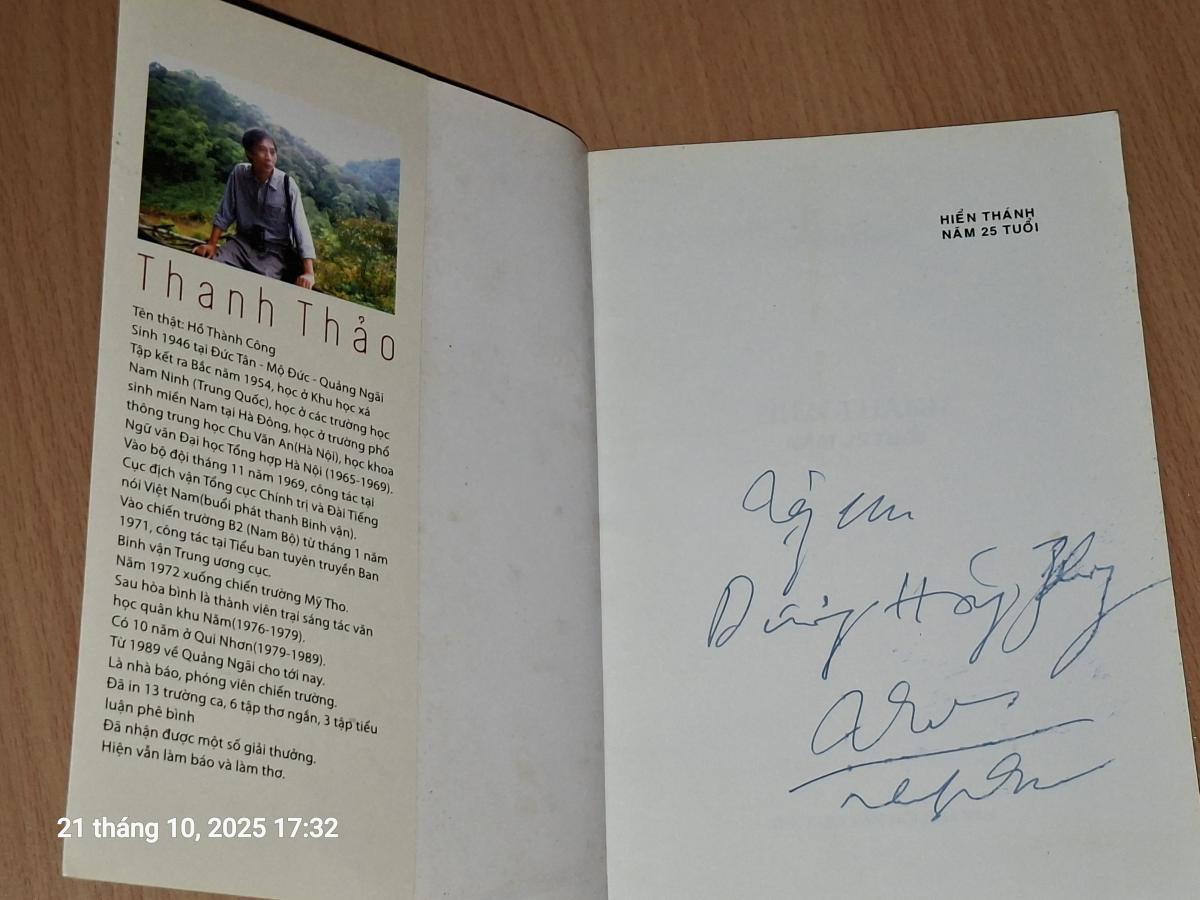 Thanh Thảo
Tên thật: Hồ Thành Công
Sinh 1946 tại Đức Tân - Mộ Đức - Quảng Ngãi
Tập kết ra Bắc năm 1954, học ở Khu học xá
Nam Ninh (Trung Quốc), học ở các trường học
sinh miền Nam tại Hà Đông, học ở trường phổ
thông trung học Chu Văn An(Hà Nội), học khoa
Ngữ văn Đại học Tổng hợp Hà Nội (1965-1969).
Vào bộ đội tháng 11 năm 1969, công tác tại
Cục địch vận Tổng cục Chính trị và Đài Tiếng
nói Việt Nam(buổi phát thanh Binh vận).
Vào chiến trường B2 (Nam Bộ) từ tháng 1 năm
1971, công tác tại Tiểu ban tuyên truyền Ban
Binh vận Trung ương cục.
Năm 1972 xuống chiến trường Mỹ Tho.
Sau hòa bình là thành viên trại sáng tác văn
học quân khu Năm(1976-1979).
Có 10 năm ở Qui Nhơn(1979-1989).
Từ 1989 về Quảng Ngãi cho tới nay.
Là nhà báo, phóng viên chiến trường.
Đã in 13 trường ca, 6 tập thơ ngắn, 3 tập tiểu
luận phê bình
Đã nhận được một số giải thưởng.
Hiện vẫn làm báo và làm thơ.
HIỂN THÁNH
NĂM 25 TUỔI
21 tháng 10, 2025 17:32